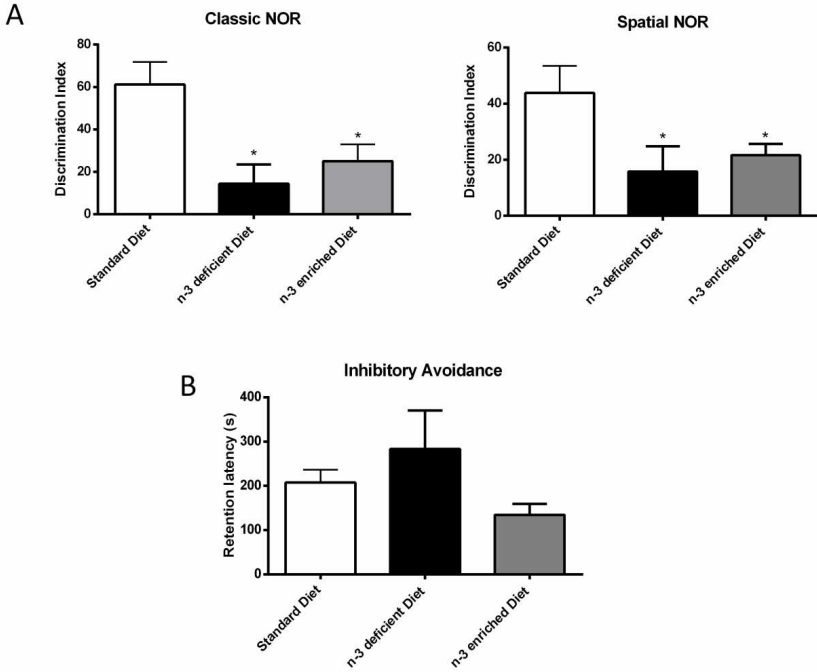 A
Classic NOR
Discrimination Index
80
60
40
20
0
*
*
Standard Diet
n-3 deficient Diet
n-3 enriched Diet
Spatial NOR
Discrimination Index
60
40
20
0
*
*
Standard Diet
n-3 deficient Diet
n-3 enriched Diet
B
Inhibitory Avoidance
Retention latency (s)
400
300
200
100
0
Standard Diet
n-3 deficient Diet
n-3 enriched Diet